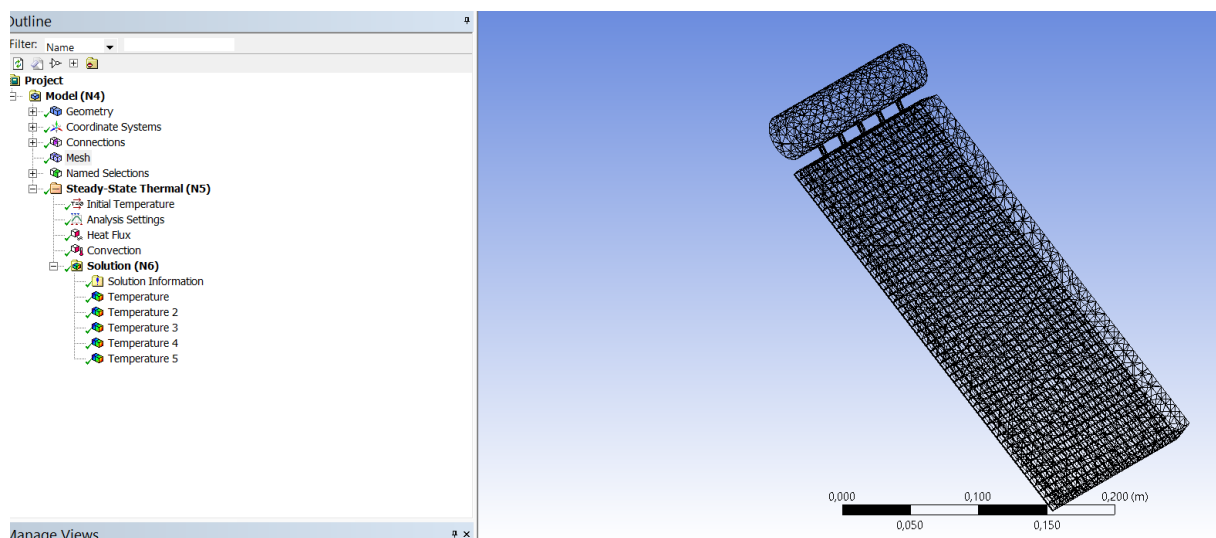 Outline
Filter: Name
Project
Model (N4)
Geometry
Coordinate Systems
Connections
Mesh
Named Selections
Steady-State Thermal (N5)
Initial Temperature
Analysis Settings
Heat Flux
Convection
Solution (N6)
Solution Information
Temperature
Temperature 2
Temperature 3
Temperature 4
Temperature 5
Manage Views
0,000 0,100 0,200 (m)
0,050 0,150